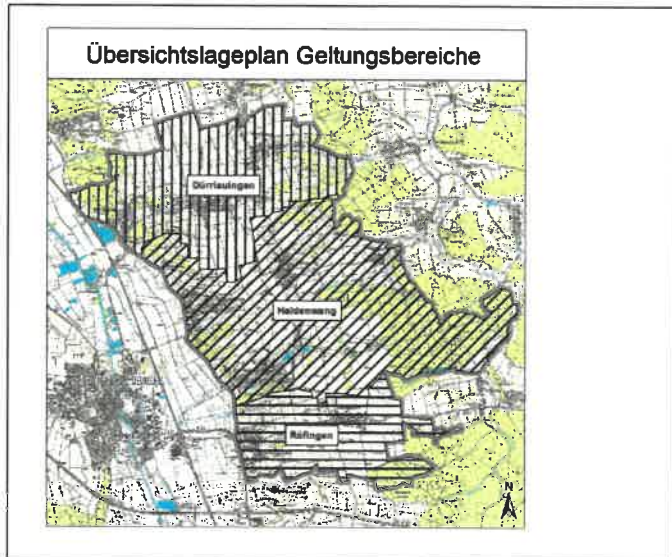 Übersichtslageplan Geltungsbereiche
Dürrlauingen
Haldenwang
Röfingen
N